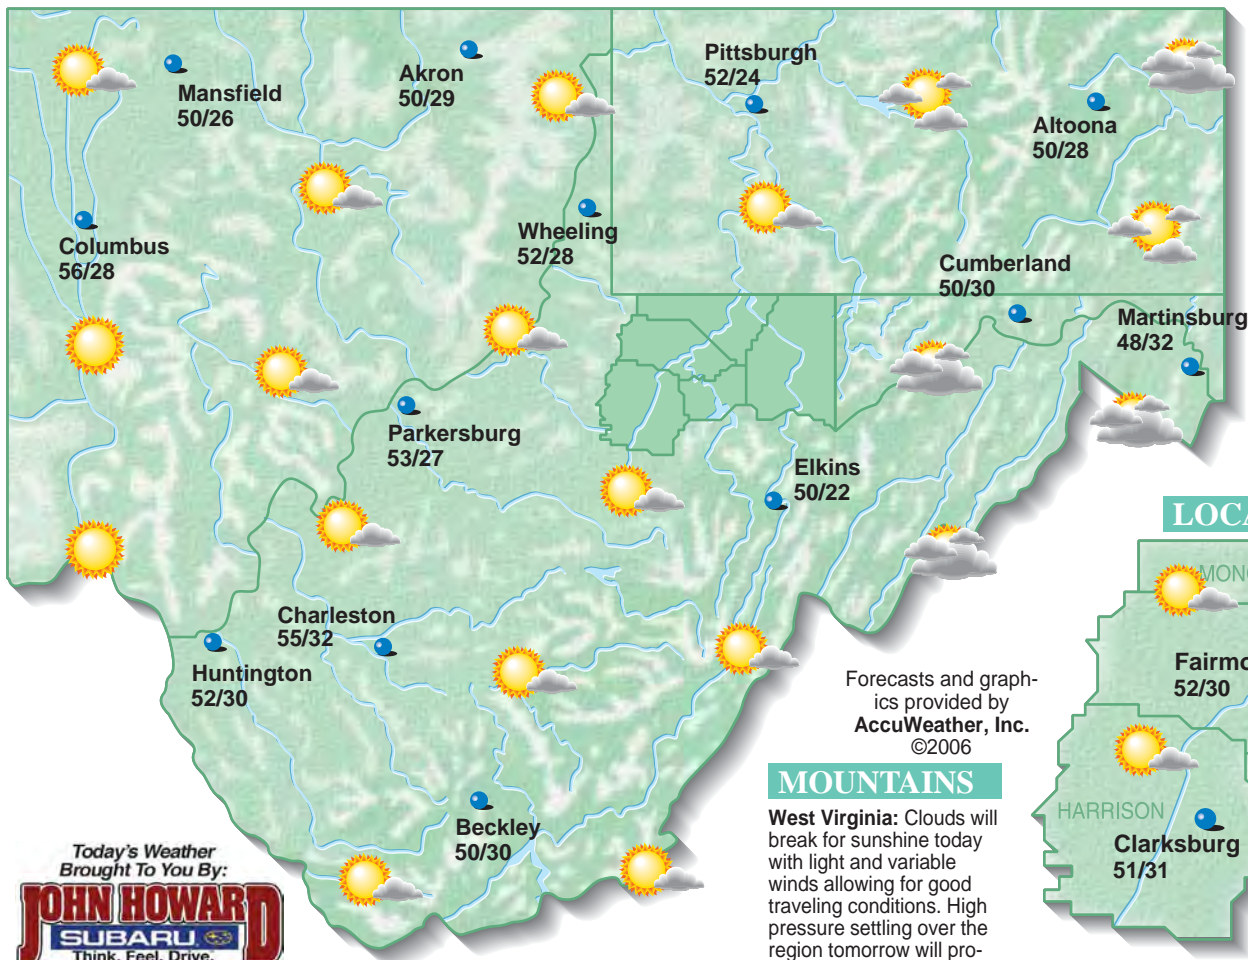 Pittsburgh
52/24
Akron
50/29
Mansfield
50/26
Altoona
50/28
Columbus
56/28
Wheeling
52/28
Cumberland
50/30
Martinsburg
48/32
Parkersburg
53/27
Elkins
50/22
Charleston
55/32
Huntington
52/30
Beckley
50/30
Forecasts and graph-
ics provided by
AccuWeather, Inc.
©2006
MOUNTAINS
West Virginia: Clouds will
break for sunshine today
with light and variable
winds allowing for good
traveling conditions. High
pressure settling over the
region tomorrow will pro-
LOCA
MONO
Fairmo
52/30
HARRISON
Clarksburg
51/31
Today's Weather
Brought To You By:
JOHN HOWARD
SUBARU
Think. Feel. Drive.